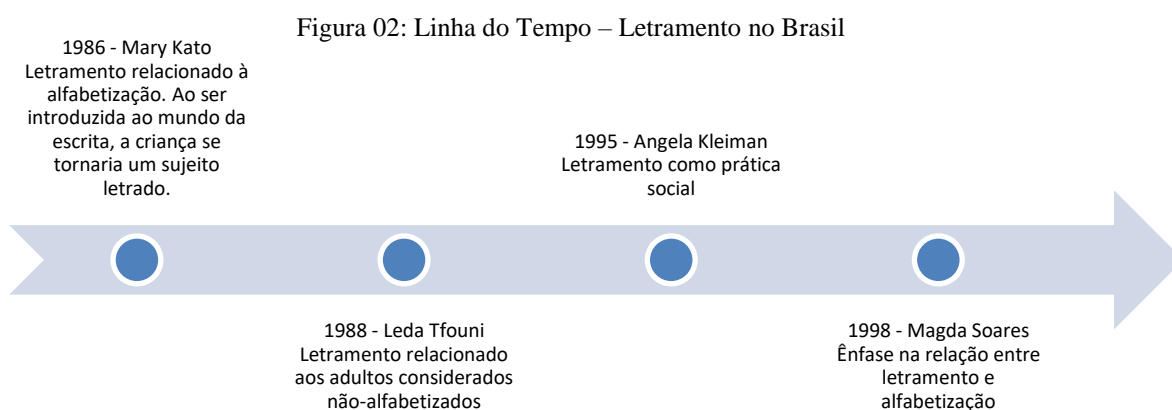 Figura 02: Linha do Tempo – Letramento no Brasil
1986 - Mary Kato
Letramento relacionado à
alfabetização. Ao ser
introduzida ao mundo da
escrita, a criança se
tornaria um sujeito
letrado.
1988 - Leda Tfouni
Letramento relacionado
aos adultos considerados
não-alfabetizados
1995 - Angela Kleiman
Letramento como prática
social
1998 - Magda Soares
Ênfase na relação entre
letramento e
alfabetização